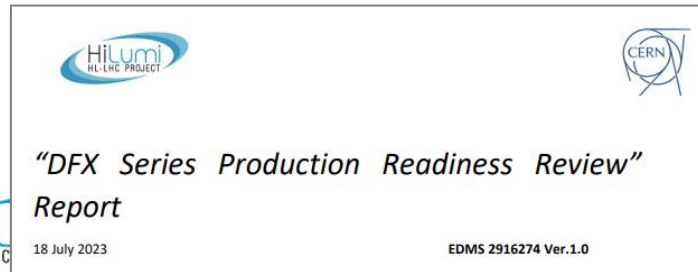 HiLumi
HL-LHC PROJECT
CERN
“DFX Series Production Readiness Review”
Report
18 July 2023 EDMS 2916274 Ver.1.0
C